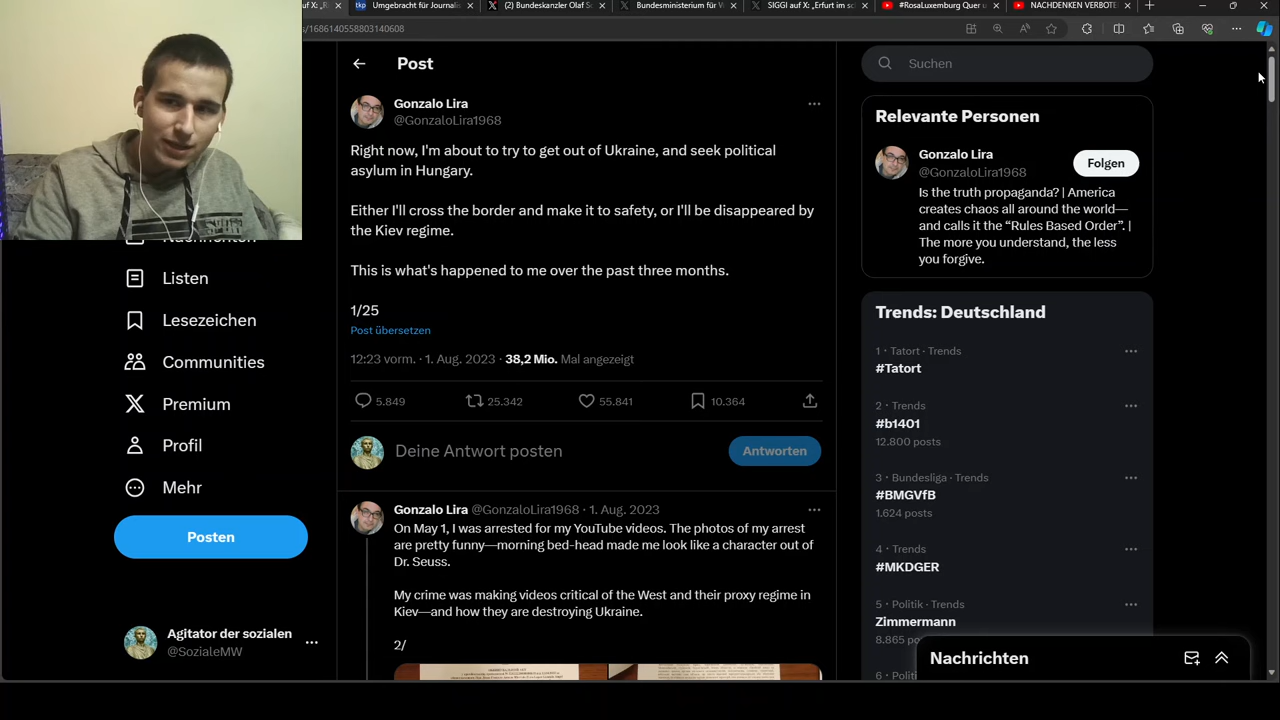 auf X: „Ri
Umgebracht für Journalis
(2) Bundeskanzler Olaf Sc
Bundesministerium für V
SIGGI auf X: „Erfurt im sch
#RosaLuxemburg Quer u
NACHDENKEN VERBOTE
s/1686140558803140608
Post
Gonzalo Lira
@GonzaloLira1968
Right now, I'm about to try to get out of Ukraine, and seek political
asylum in Hungary.
Either I'll cross the border and make it to safety, or I'll be disappeared by
the Kiev regime.
This is what's happened to me over the past three months.
1/25
Post übersetzen
12:23 vorm. · 1. Aug. 2023 · 38,2 Mio. Mal angezeigt
5.849
25.342
55.841
10.364
Deine Antwort posten
Antworten
Gonzalo Lira @GonzaloLira1968 · 1. Aug. 2023
On May 1, I was arrested for my YouTube videos. The photos of my arrest
are pretty funny—morning bed-head made me look like a character out of
Dr. Seuss.
My crime was making videos critical of the West and their proxy regime in
Kiev—and how they are destroying Ukraine.
2/
Nachrichten
Listen
Lesezeichen
Communities
Premium
Profil
Mehr
Posten
Agitator der sozialen
@SozialeMW
Suchen
Relevante Personen
Gonzalo Lira
@GonzaloLira1968
Folgen
Is the truth propaganda? | America
creates chaos all around the world—
and calls it the “Rules Based Order”. |
The more you understand, the less
you forgive.
Trends: Deutschland
1 · Tatort · Trends
#Tatort
2 · Trends
#b1401
12.800 posts
3 · Bundesliga · Trends
#BMGVfB
1.624 posts
4 · Trends
#MKDGER
5 · Politik · Trends
Zimmermann
8.865 po
6 · Politi
Nachrichten